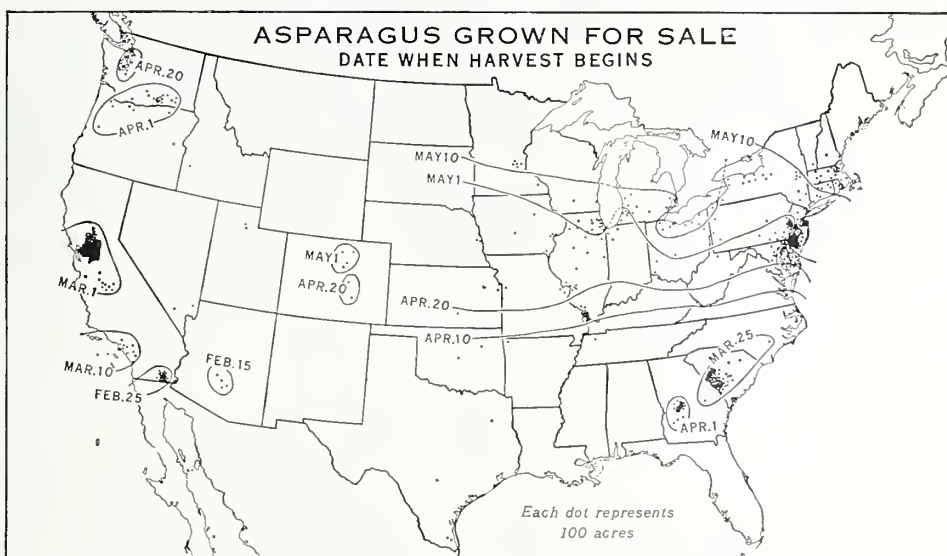 ASPARAGUS GROWN FOR SALE
DATE WHEN HARVEST BEGINS
APR.20
APR.1
MAY10
MAY10
MAY1
MAY1
APR.20
APR.20
MAR.1
APR.10
MAR.25
MAR.10
FEB.15
FEB.25
APR.1
Each dot represents
100 acres